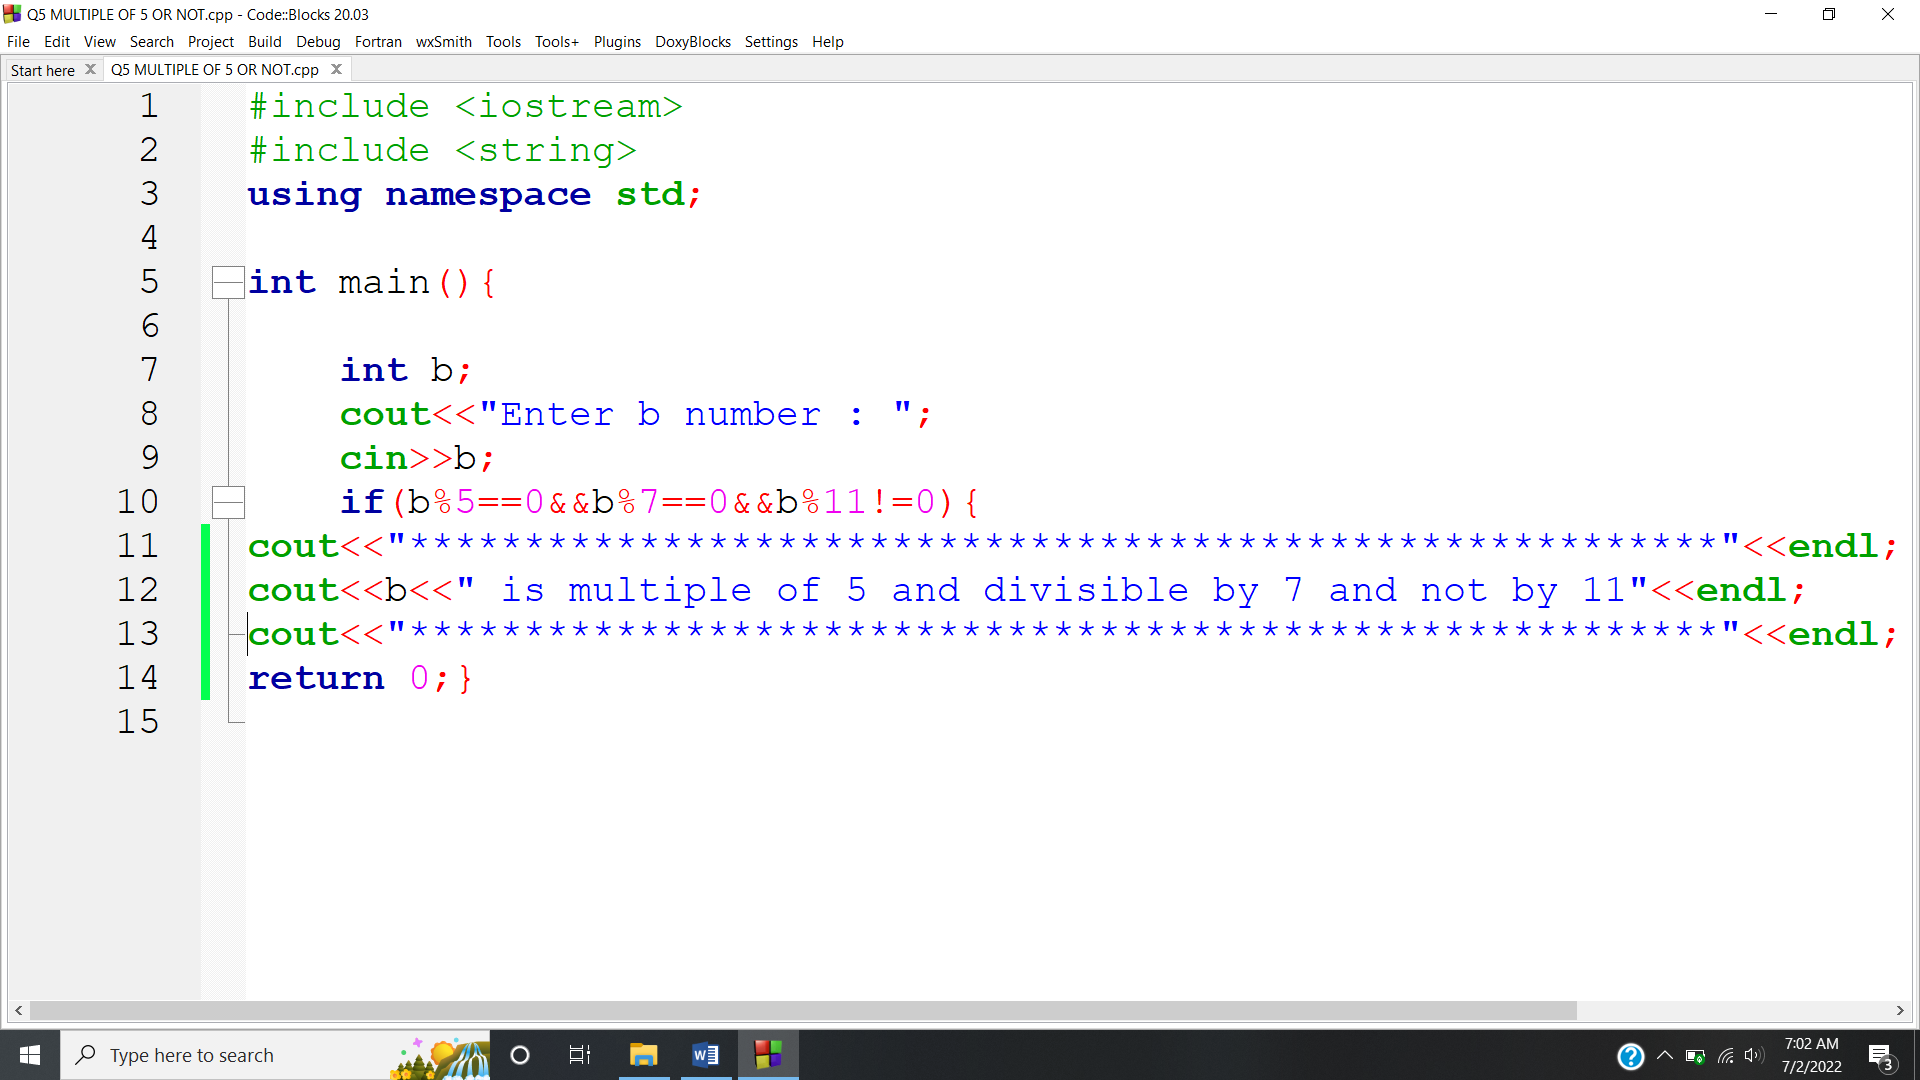 Q5 MULTIPLE OF 5 OR NOT.cpp - Code::Blocks 20.03
File Edit View Search Project Build Debug Fortran wxSmith Tools Tools+ Plugins DoxyBlocks Settings Help
Start here Q5 MULTIPLE OF 5 OR NOT.cpp
1 #include <iostream>
2 #include <string>
3 using namespace std;
4
5 int main(){
6
7 int b;
8 cout<<"Enter b number : ";
9 cin>>b;
10 if(b%5==0&&b%7==0&&b%11!=0){
11 cout<<"*********************************************************"<<endl;
12 cout<<b<<" is multiple of 5 and divisible by 7 and not by 11"<<endl;
13 cout<<"*********************************************************"<<endl;
14 return 0;}
15
Type here to search
7:02 AM
7/2/2022
3